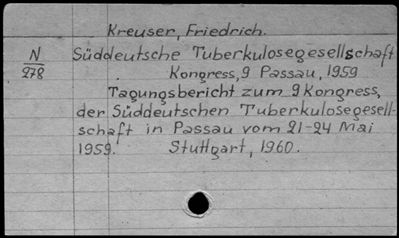 Kreuser, Friedrich.
N
278
Süddeutsche Tuberkulosegesellschaft
Kongress, 9 Passau, 1959
Tagungsbericht zum 9 Kongress,
der Süddeutschen Tuberkulosegesell-
schaft in Passau vom 21-24 Mai
1959. Stuttgart, 1960.